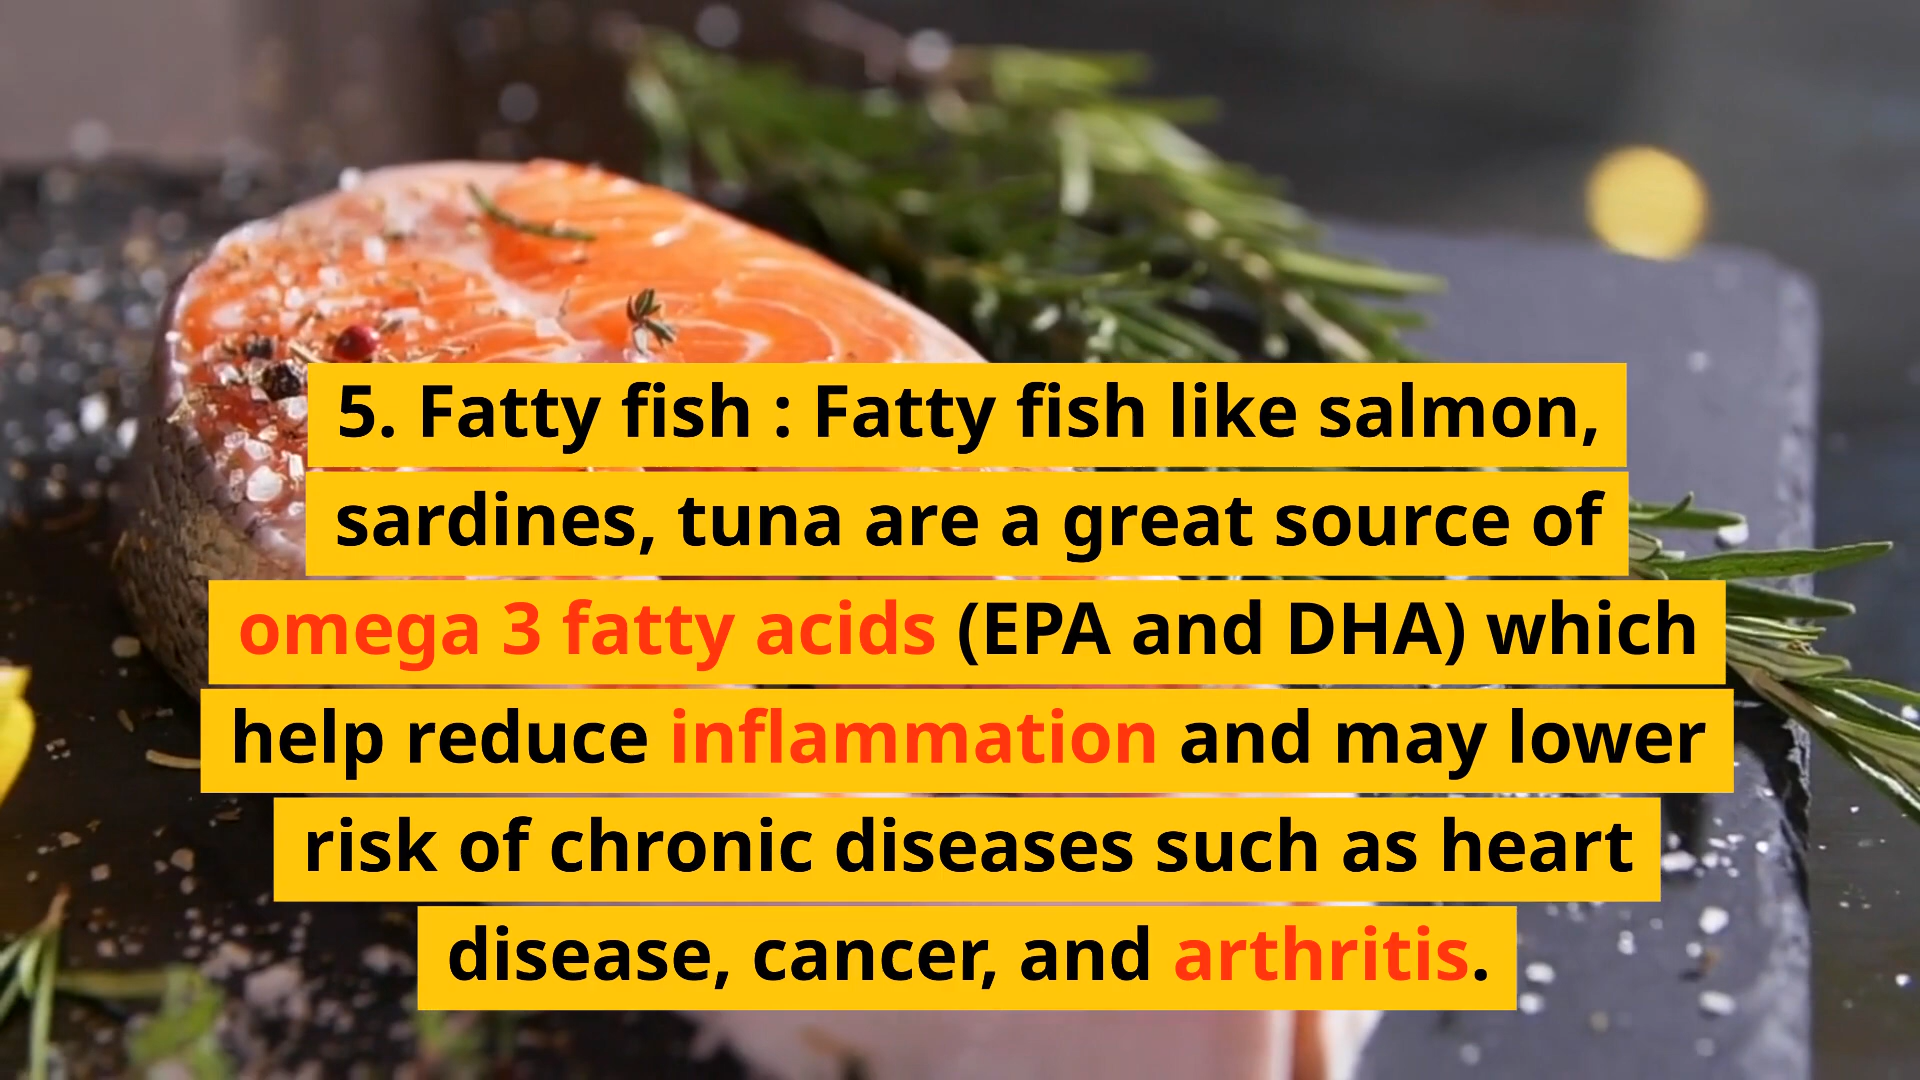 5. Fatty fish : Fatty fish like salmon,
sardines, tuna are a great source of
omega 3 fatty acids (EPA and DHA) which
help reduce inflammation and may lower
risk of chronic diseases such as heart
disease, cancer, and arthritis.